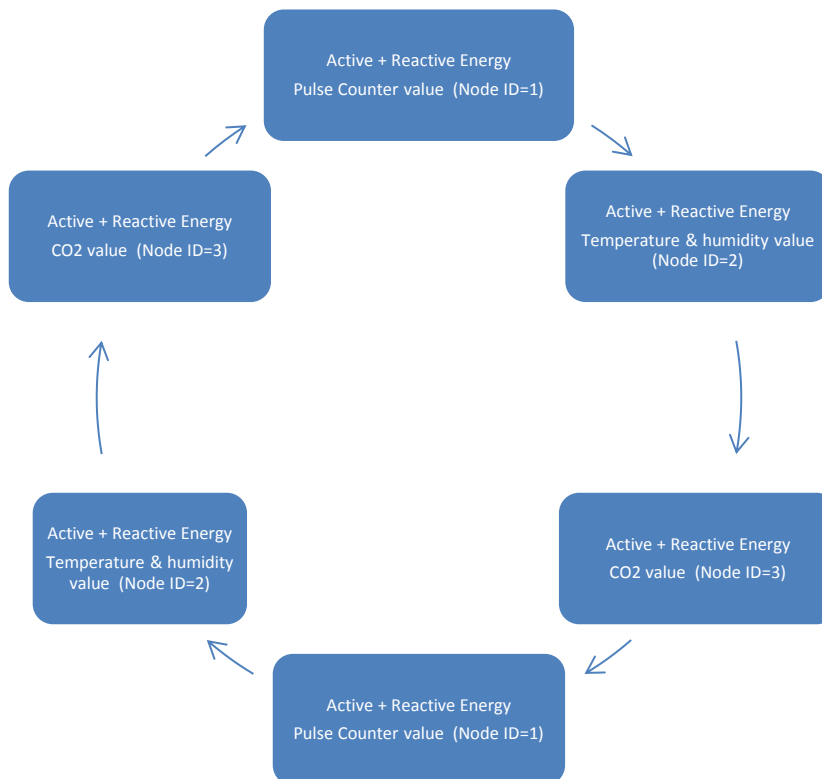 Active + Reactive Energy
Pulse Counter value (Node ID=1)
Active + Reactive Energy
Temperature & humidity value
(Node ID=2)
Active + Reactive Energy
CO2 value (Node ID=3)
Active + Reactive Energy
Pulse Counter value (Node ID=1)
Active + Reactive Energy
Temperature & humidity
value (Node ID=2)
Active + Reactive Energy
CO2 value (Node ID=3)